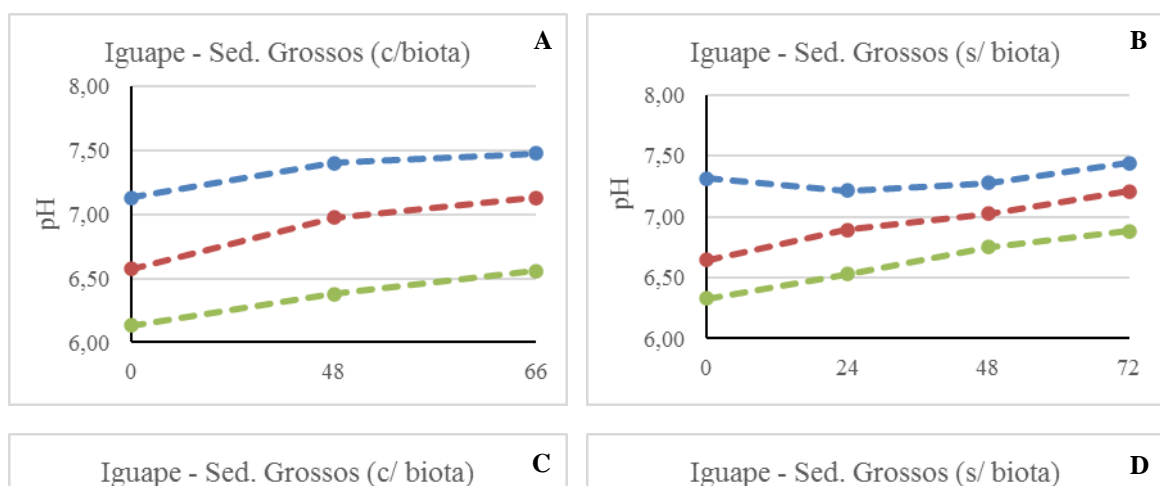 Iguape - Sed. Grossos (c/biota)
A
8,00
7,50
7,00
6,50
6,00
pH
0 48 66
Iguape - Sed. Grossos (s/ biota)
B
8,00
7,50
7,00
6,50
6,00
pH
0 24 48 72
Iguape - Sed. Grossos (c/ biota)
C
Iguape - Sed. Grossos (s/ biota)
D